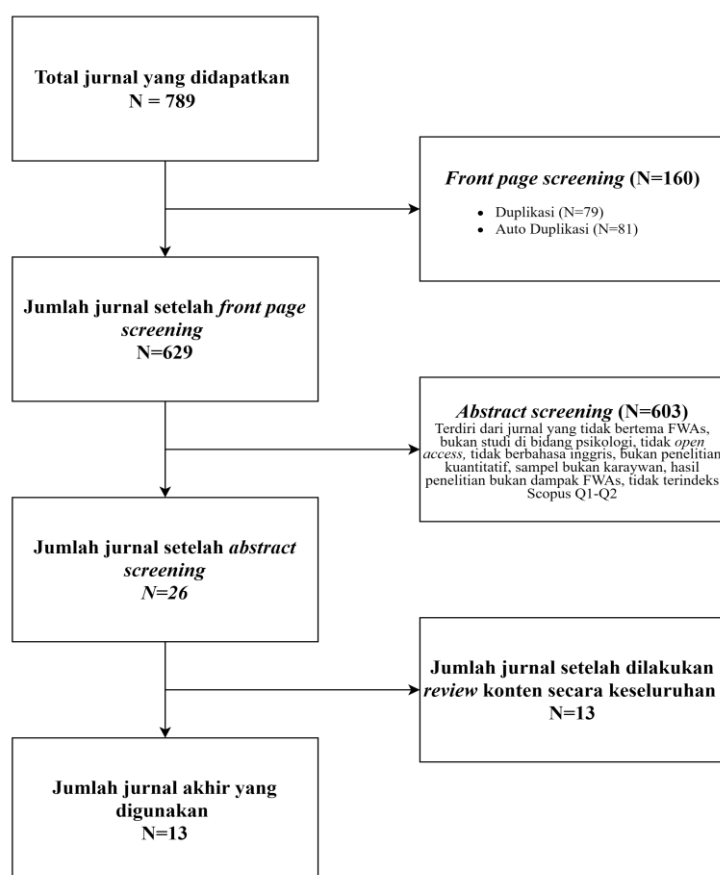 Total jurnal yang didapatkan
N = 789
Front page screening (N=160)
• Duplikasi (N=79)
• Auto Duplikasi (N=81)
Jumlah jurnal setelah front page
screening
N=629
Abstract screening (N=603)
Terdiri dari jurnal yang tidak bertema FWAs,
bukan studi di bidang psikologi, tidak open
access, tidak berbahasa inggris, bukan penelitian
kuantitatif, sampel bukan karaywan, hasil
penelitian bukan dampak FWAs, tidak terindeks
Scopus Q1-Q2
Jumlah jurnal setelah abstract
screening
N=26
Jumlah jurnal setelah dilakukan
review konten secara keseluruhan
N=13
Jumlah jurnal akhir yang
digunakan
N=13